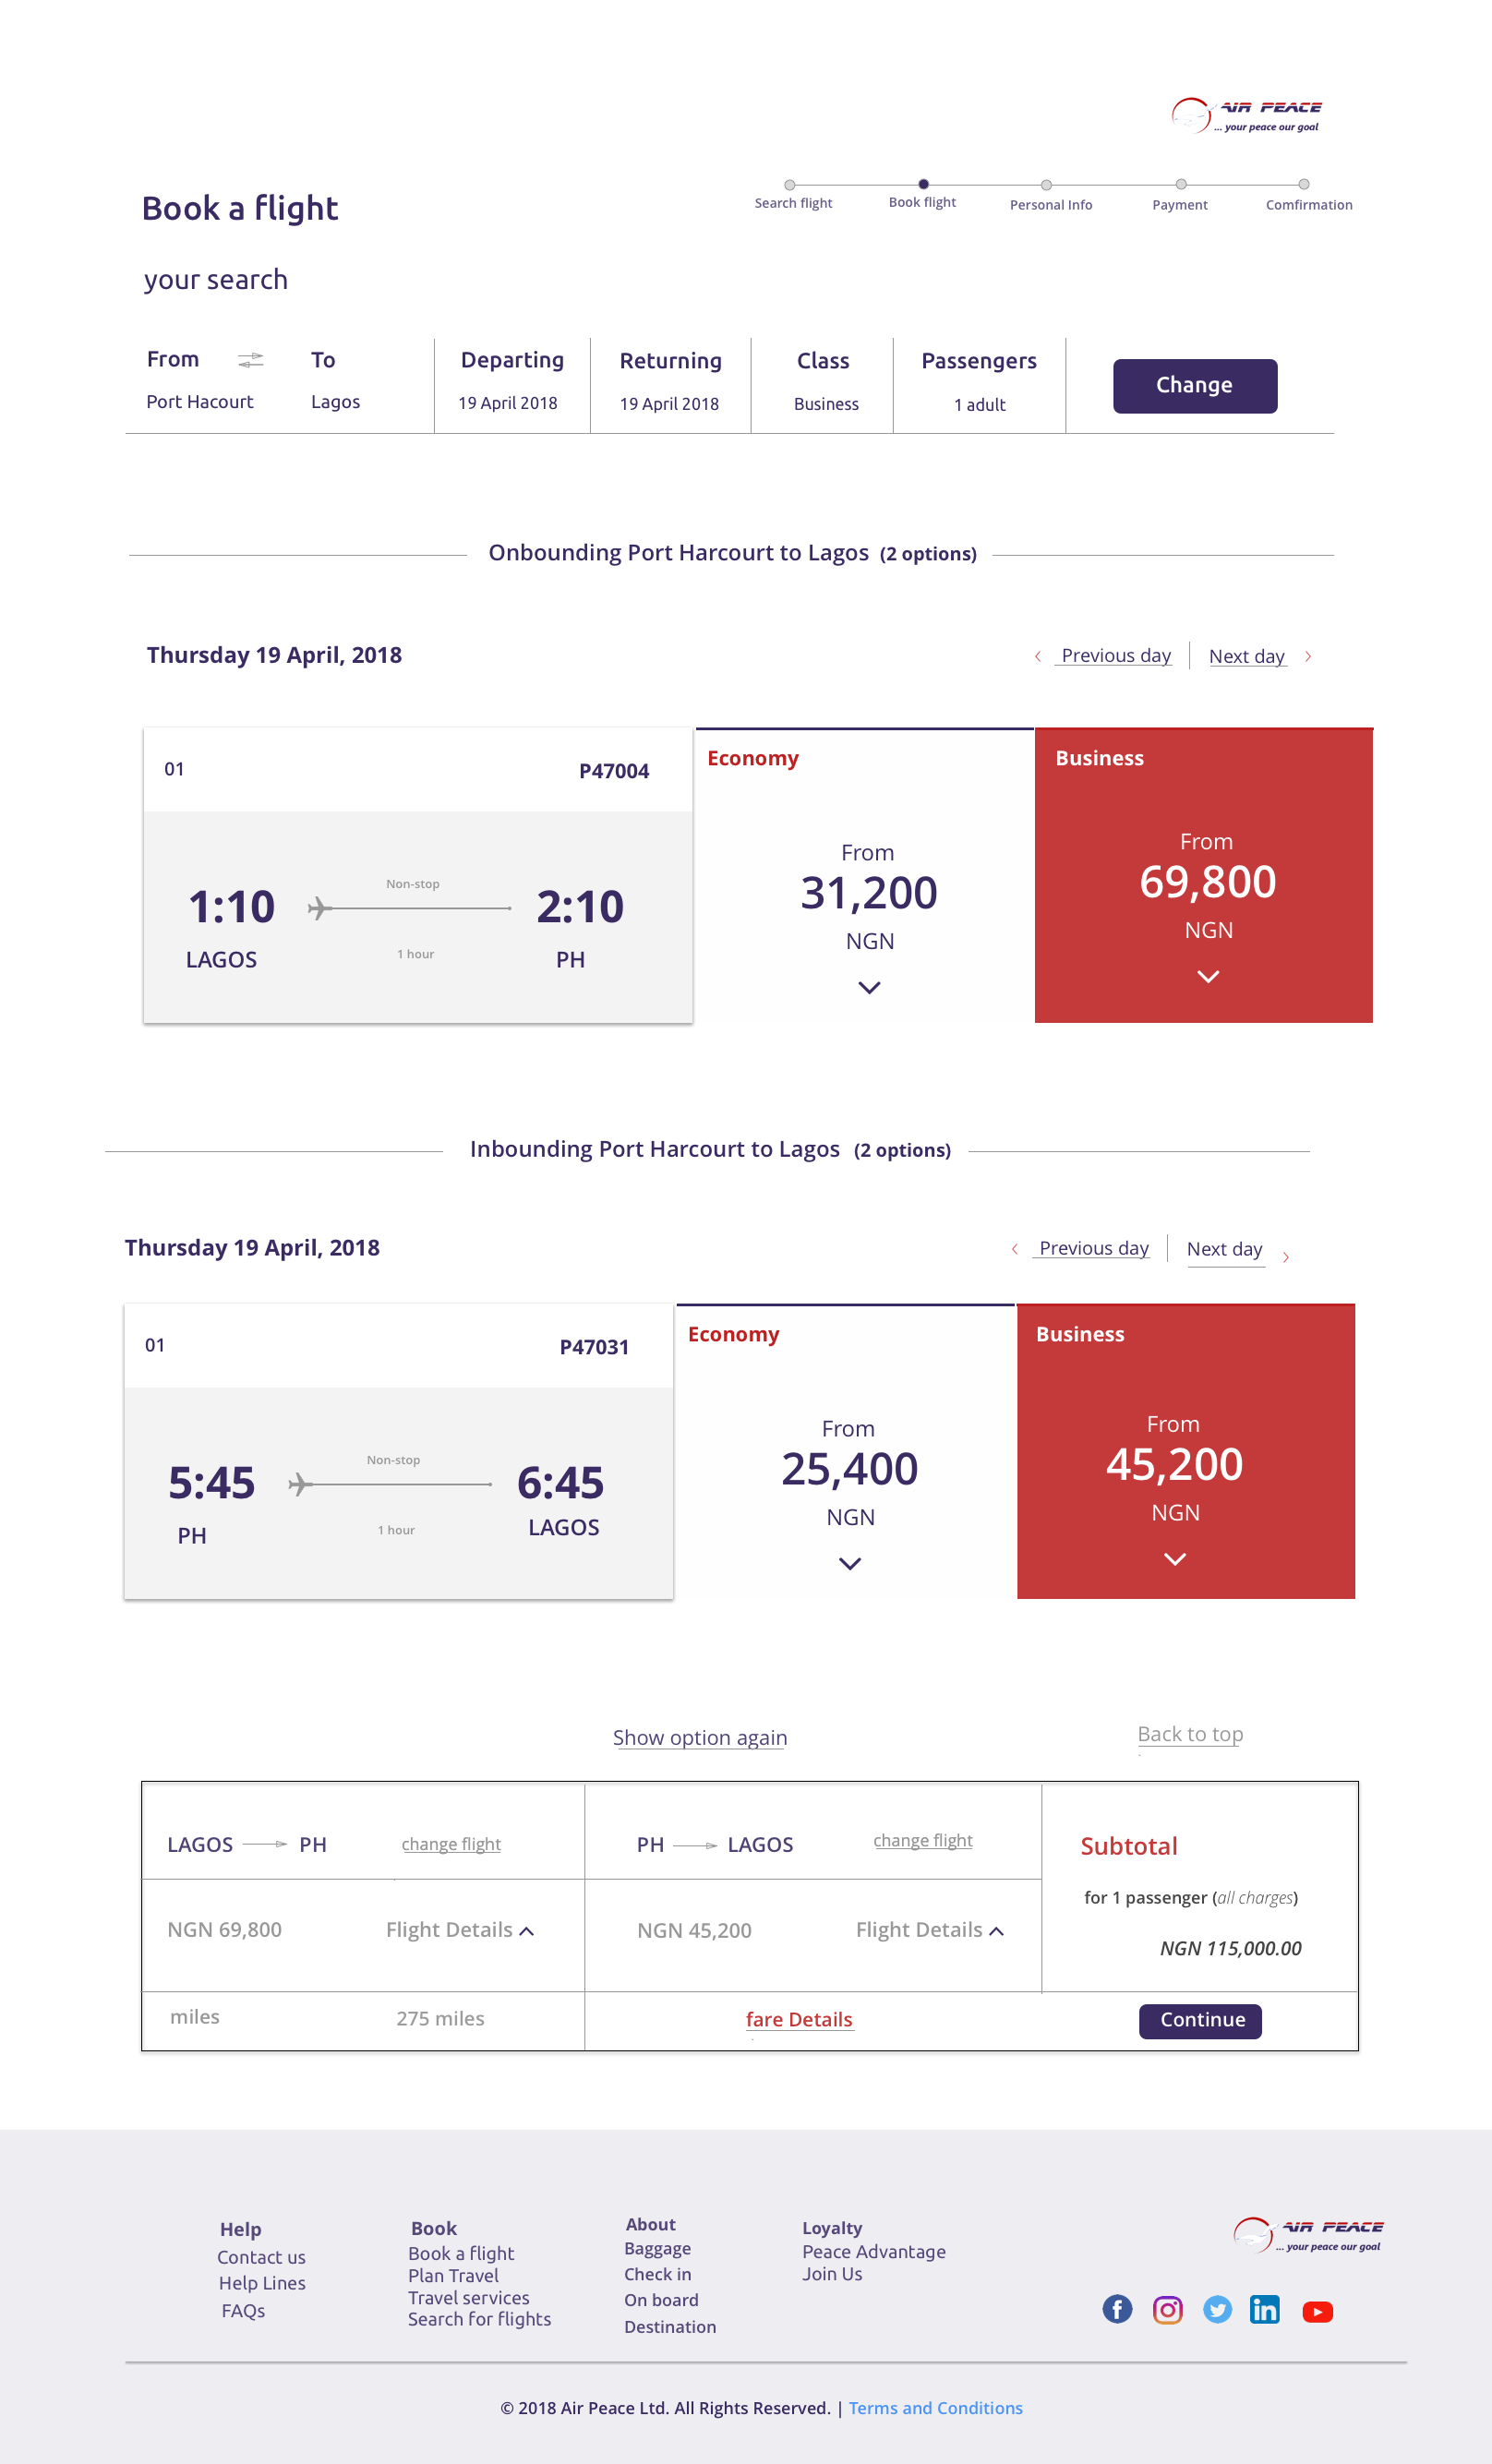 AIR PEACE
... your peace our goal
Book a flight
Search flight
Book flight
Personal Info
Payment
Comfirmation
your search
From
To
Departing
Returning
Class
Passengers
Change
Port Hacourt
Lagos
19 April 2018
19 April 2018
Business
1 adult
Onbounding Port Harcourt to Lagos (2 options)
Thursday 19 April, 2018
Previous day
Next day
01
P47004
1:10
Non-stop
2:10
LAGOS
1 hour
PH
Economy
From
31,200
NGN
Business
From
69,800
NGN
Inbounding Port Harcourt to Lagos (2 options)
Thursday 19 April, 2018
Previous day
Next day
01
P47031
5:45
Non-stop
6:45
PH
1 hour
LAGOS
Economy
From
25,400
NGN
Business
From
45,200
NGN
Show option again
Back to top
LAGOS
PH
change flight
PH
LAGOS
change flight
Subtotal
for 1 passenger (all charges)
NGN 69,800
Flight Details
NGN 45,200
Flight Details
NGN 115,000.00
miles
275 miles
fare Details
Continue
Help
Contact us
Help Lines
FAQs
Book
Book a flight
Plan Travel
Travel services
Search for flights
About
Baggage
Check in
On board
Destination
Loyalty
Peace Advantage
Join Us
AIR PEACE
... your peace our goal
© 2018 Air Peace Ltd. All Rights Reserved. | Terms and Conditions